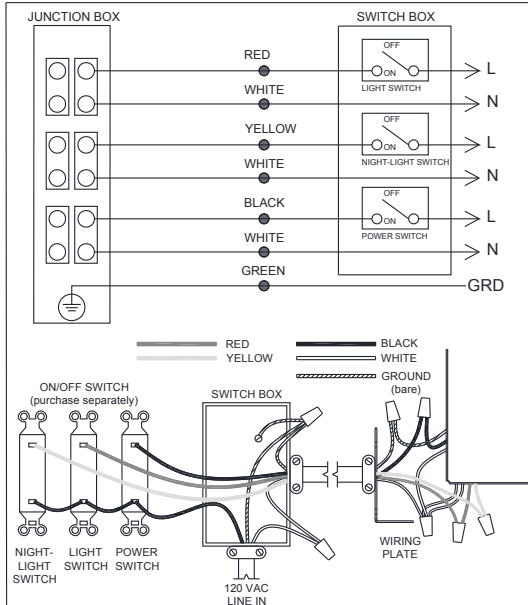 JUNCTION BOX
SWITCH BOX
RED
OFF
ON
LIGHT SWITCH
L
WHITE
N
YELLOW
OFF
ON
NIGHT-LIGHT SWITCH
L
WHITE
N
BLACK
OFF
ON
POWER SWITCH
L
WHITE
N
GREEN
GRD
RED
BLACK
YELLOW
WHITE
GROUND
(bare)
ON/OFF SWITCH
(purchase separately)
SWITCH BOX
NIGHT-
LIGHT
SWITCH
LIGHT
SWITCH
POWER
SWITCH
WIRING
PLATE
120 VAC
LINE IN